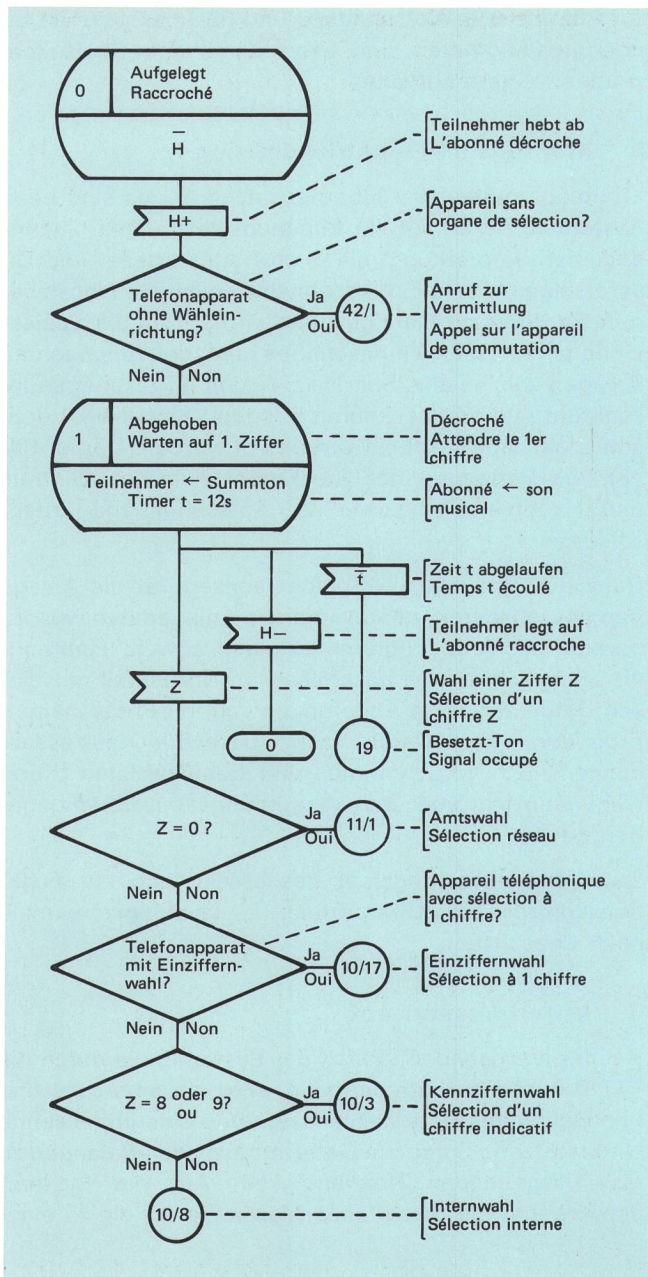 0
Aufgelegt
Raccroché
H̅
Teilnehmer hebt ab
L'abonné décroche
H+
Appareil sans
organe de sélection?
Telefonapparat
ohne Wählein-
richtung?
Ja
Oui
42/I
Anruf zur
Vermittlung
Appel sur l'appareil
de commutation
Nein Non
1
Abgehoben
Warten auf 1. Ziffer
Décroché
Attendre le 1er
chiffre
Teilnehmer ← Summton
Timer t = 12s
Abonné ← son
musical
t̅
Zeit t abgelaufen
Temps t écoulé
H—
Teilnehmer legt auf
L'abonné raccroche
Z
Wahl einer Ziffer Z
Sélection d'un
chiffre Z
0
19
Besetzt-Ton
Signal occupé
Z = 0 ?
Ja
Oui
11/1
Amtswahl
Sélection réseau
Nein Non
Appareil téléphonique
avec sélection à
1 chiffre?
Telefonapparat
mit Einziffern-
wahl?
Ja
Oui
10/17
Einziffernwahl
Sélection à 1 chiffre
Nein Non
Z = 8 oder 9?
ou
Ja
Oui
10/3
Kennziffernwahl
Sélection d'un
chiffre indicatif
Nein Non
10/8
Internwahl
Sélection interne